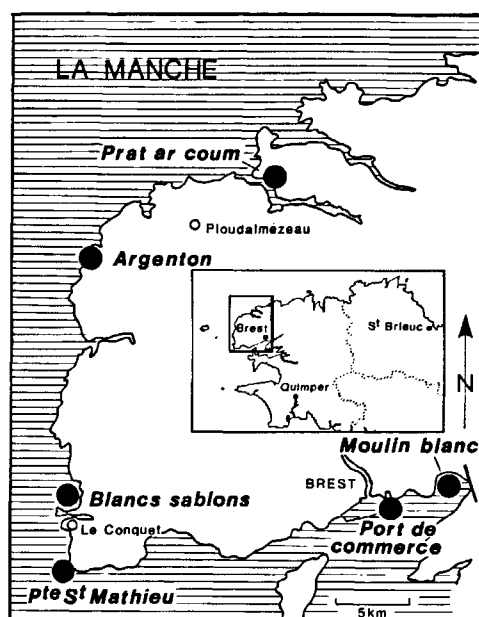 LA MANCHE
Prat ar coum
Ploudalmézeau
Argenton
Brest
St Brieuc
Quimper
N
Moulin blanc
BREST
Blancs sablons
Le Conquet
Port de
commerce
pte St Mathieu
5km